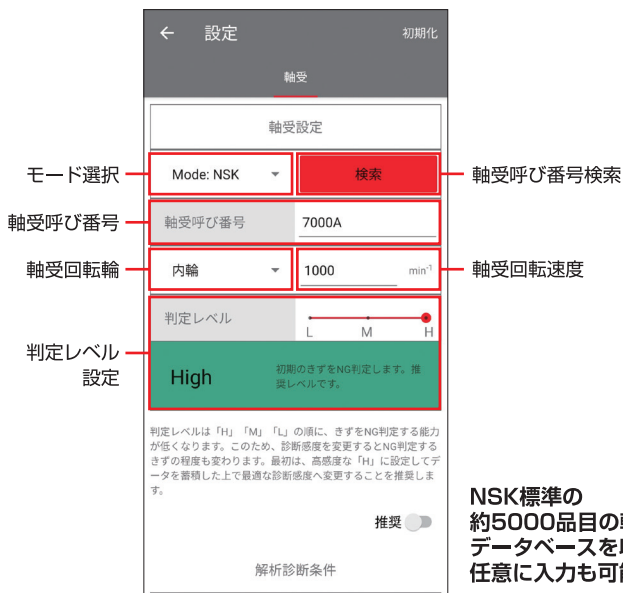 ← 設定 初期化
軸受
軸受設定
モード選択
Mode: NSK
検索
軸受呼び番号検索
軸受呼び番号
軸受呼び番号
7000A
軸受回転輪
内輪
1000 min⁻¹
軸受回転速度
判定レベル
設定
判定レベル
L M H
High
初期のきずをNG判定します。推
奨レベルです。
判定レベルは「H」「M」「L」の順に、きずをNG判定する能力
が低くなります。このため、診断感度を変更するとNG判定する
きずの程度も変わります。最初は、高感度な「H」に設定してデ
ータを蓄積した上で最適な診断感度へ変更することを推奨しま
す。
推奨
解析診断条件
NSK標準の
約5000品目の
データベースを
任意に入力も可